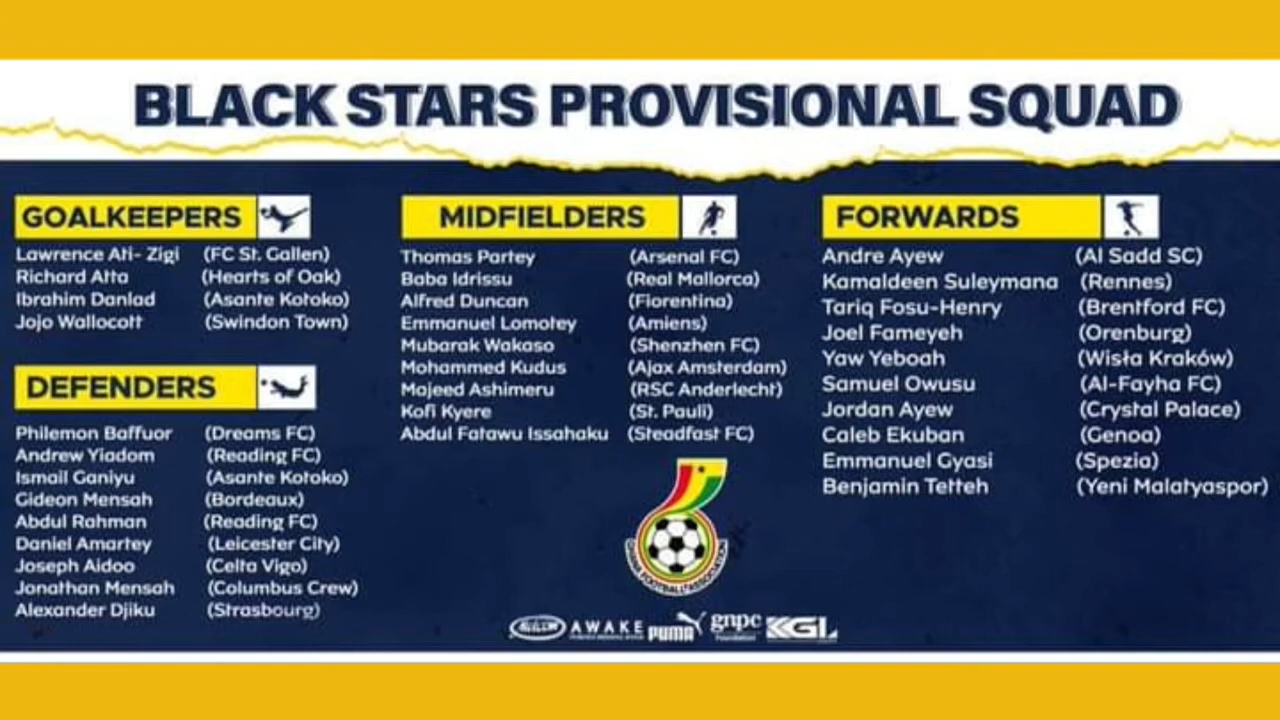 BLACK STARS PROVISIONAL SQUAD
GOALKEEPERS
Lawrence Ati- Zigi (FC St. Gallen)
Richard Atta (Hearts of Oak)
Ibrahim Danlad (Asante Kotoko)
Jojo Wallocott (Swindon Town)
DEFENDERS
Philemon Baffuor (Dreams FC)
Andrew Yiadom (Reading FC)
Ismail Ganiyu (Asante Kotoko)
Gideon Mensah (Bordeaux)
Abdul Rahman (Reading FC)
Daniel Amartey (Leicester City)
Joseph Aidoo (Celta Vigo)
Jonathan Mensah (Columbus Crew)
Alexander Djiku (Strasbourg)
MIDFIELDERS
Thomas Partey (Arsenal FC)
Baba Idrissu (Real Mallorca)
Alfred Duncan (Fiorentina)
Emmanuel Lomotey (Amiens)
Mubarak Wakaso (Shenzhen FC)
Mohammed Kudus (Ajax Amsterdam)
Majeed Ashimeru (RSC Anderlecht)
Kofi Kyere (St. Pauli)
Abdul Fatawu Issahaku (Steadfast FC)
FORWARDS
Andre Ayew (Al Sadd SC)
Kamaldeen Suleymana (Rennes)
Tariq Fosu-Henry (Brentford FC)
Joel Fameyeh (Orenburg)
Yaw Yeboah (Wisła Kraków)
Samuel Owusu (Al-Fayha FC)
Jordan Ayew (Crystal Palace)
Caleb Ekuban (Genoa)
Emmanuel Gyasi (Spezia)
Benjamin Tetteh (Yeni Malatyaspor)
GHANA FOOTBALL ASSOCIATION
AWAKE
PUMA
gnpc
Foundation
KGL